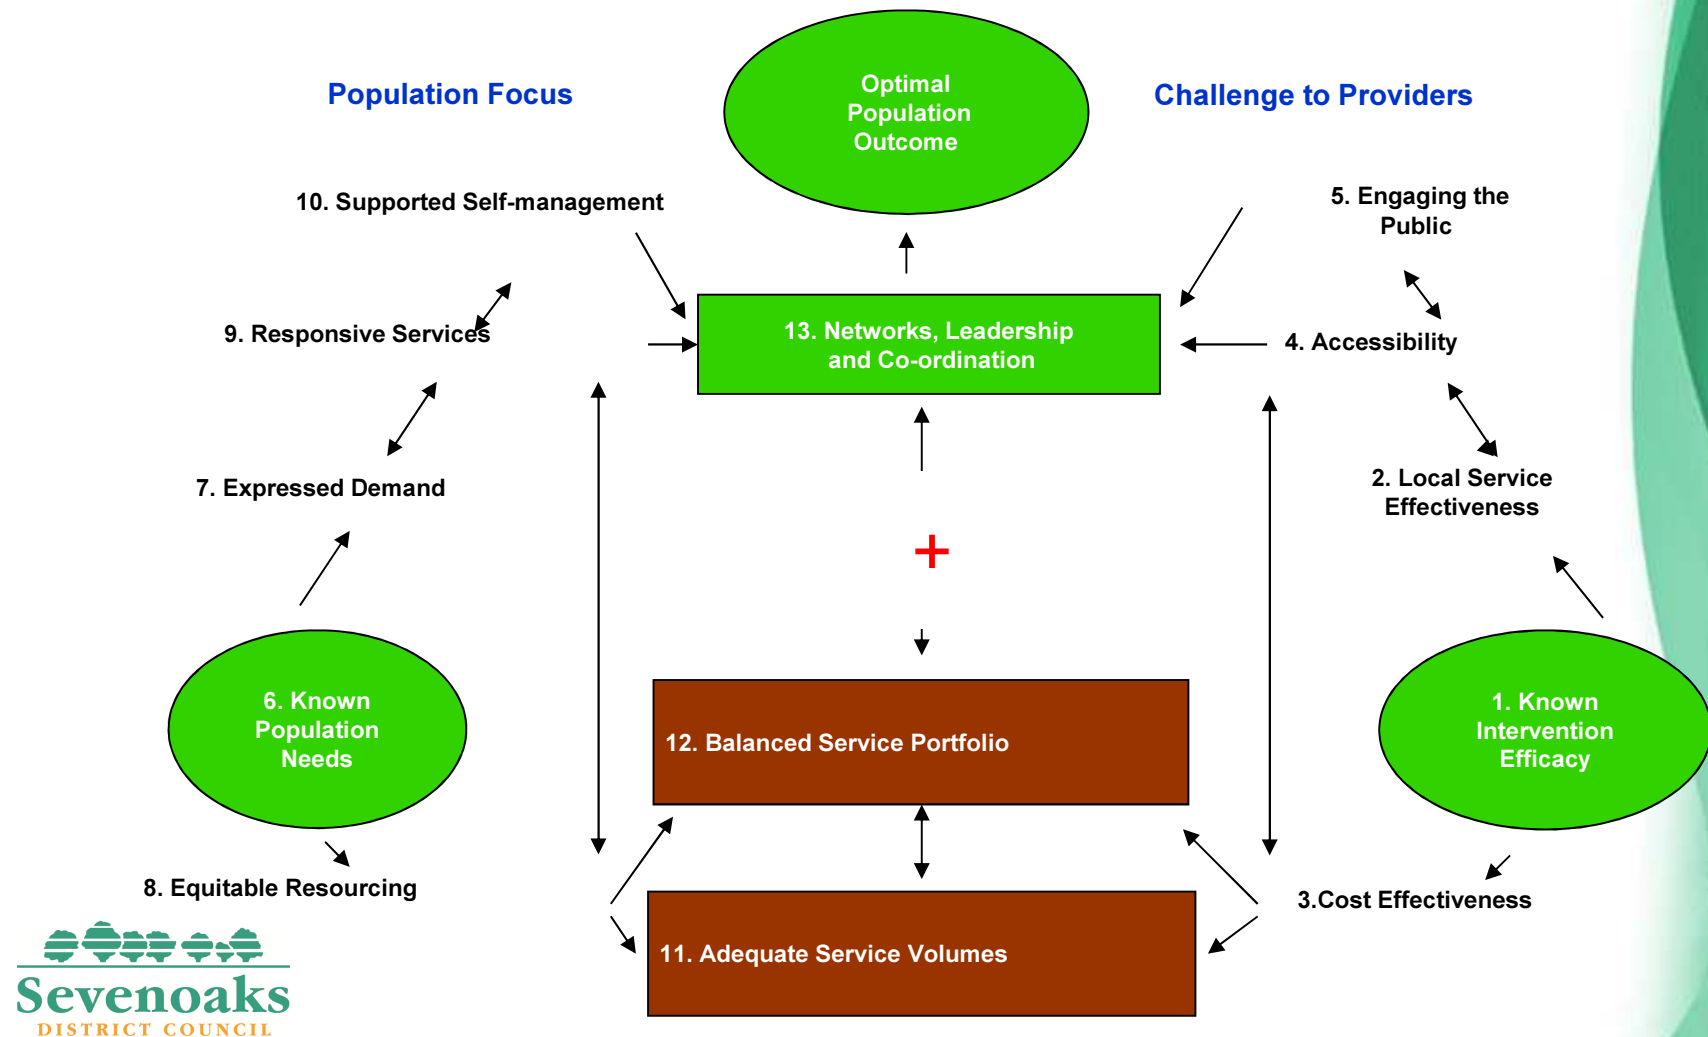 Population Focus
Optimal
Population
Outcome
Challenge to Providers
10. Supported Self-management
5. Engaging the
Public
9. Responsive Services
13. Networks, Leadership
and Co-ordination
4. Accessibility
7. Expressed Demand
2. Local Service
Effectiveness
+
6. Known
Population
Needs
12. Balanced Service Portfolio
1. Known
Intervention
Efficacy
8. Equitable Resourcing
3.Cost Effectiveness
11. Adequate Service Volumes
Sevenoaks
DISTRICT COUNCIL